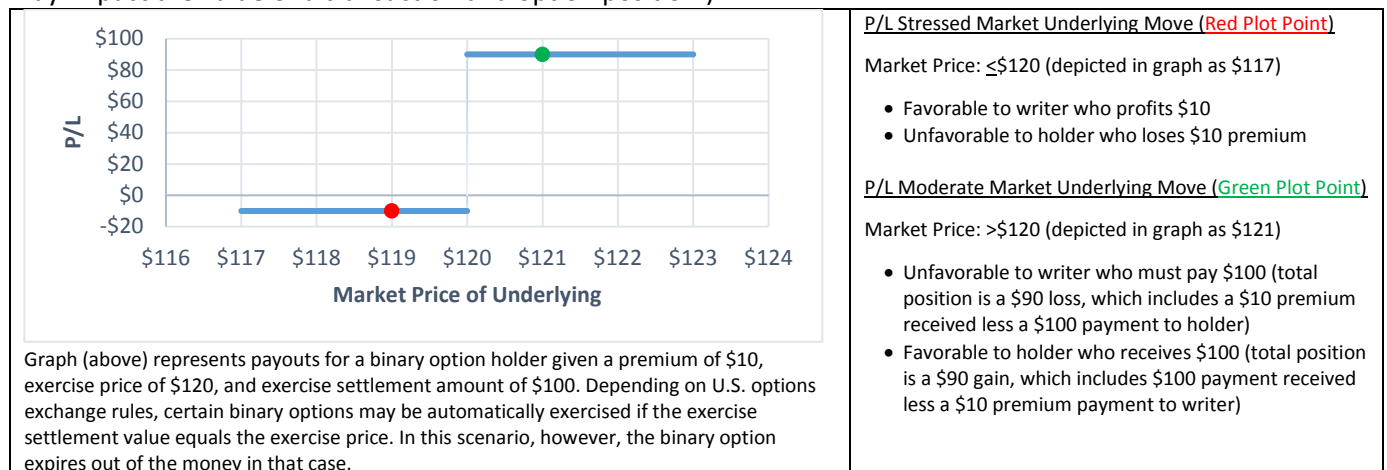 $100
$80
$60
$40
$20
$0
-$20
P/L
$116 $117 $118 $119 $120 $121 $122 $123 $124
Market Price of Underlying
Graph (above) represents payouts for a binary option holder given a premium of $10,
exercise price of $120, and exercise settlement amount of $100. Depending on U.S. options
exchange rules, certain binary options may be automatically exercised if the exercise
settlement value equals the exercise price. In this scenario, however, the binary option
expires out of the money in that case.
P/L Stressed Market Underlying Move (Red Plot Point)
Market Price: ≤$120 (depicted in graph as $117)
• Favorable to writer who profits $10
• Unfavorable to holder who loses $10 premium
P/L Moderate Market Underlying Move (Green Plot Point)
Market Price: >$120 (depicted in graph as $121)
• Unfavorable to writer who must pay $100 (total
position is a $90 loss, which includes a $10 premium
received less a $100 payment to holder)
• Favorable to holder who receives $100 (total position
is a $90 gain, which includes $100 payment received
less a $10 premium payment to writer)